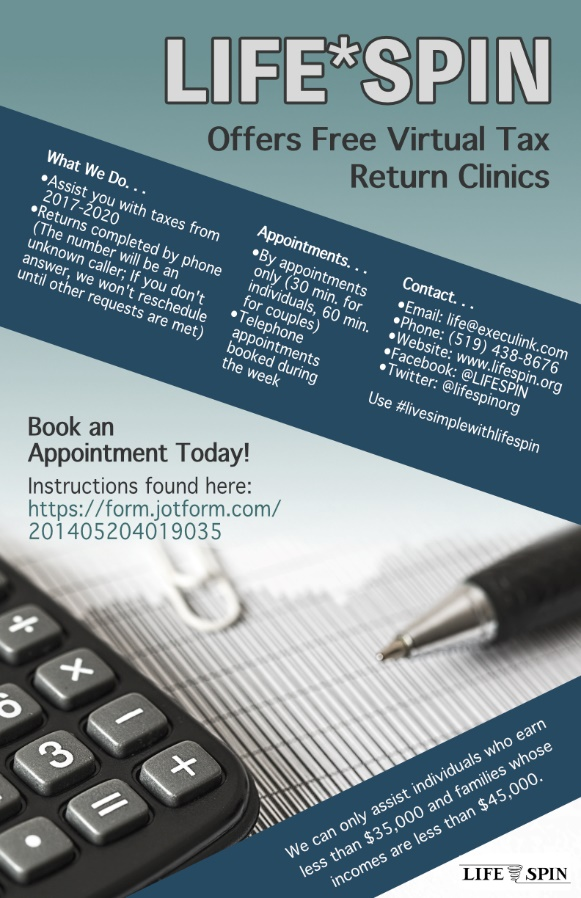 LIFE*SPIN
Offers Free Virtual Tax
Return Clinics
What We Do. . .
•Assist you with taxes from
2017-2020
•Returns completed by phone
(The number will be an
unknown caller; If you don't
answer, we won't reschedule
until other requests are met)
Appointments. . .
•By appointments
only (30 min. for
individuals, 60 min.
for couples)
•Telephone
appointments
booked during
the week
Contact. . .
•Email: life@execulink.com
•Phone: (519) 438-8676
•Website: www.lifespin.org
•Facebook: @LIFESPIN
•Twitter: @lifespinorg
Use #livesimplewithlifespin
Book an
Appointment Today!
Instructions found here:
https://form.jotform.com/
201405204019035
÷
×
6
−
3
+
=
.
We can only assist individuals who earn
less than $35,000 and families whose
incomes are less than $45,000.
LIFE SPIN